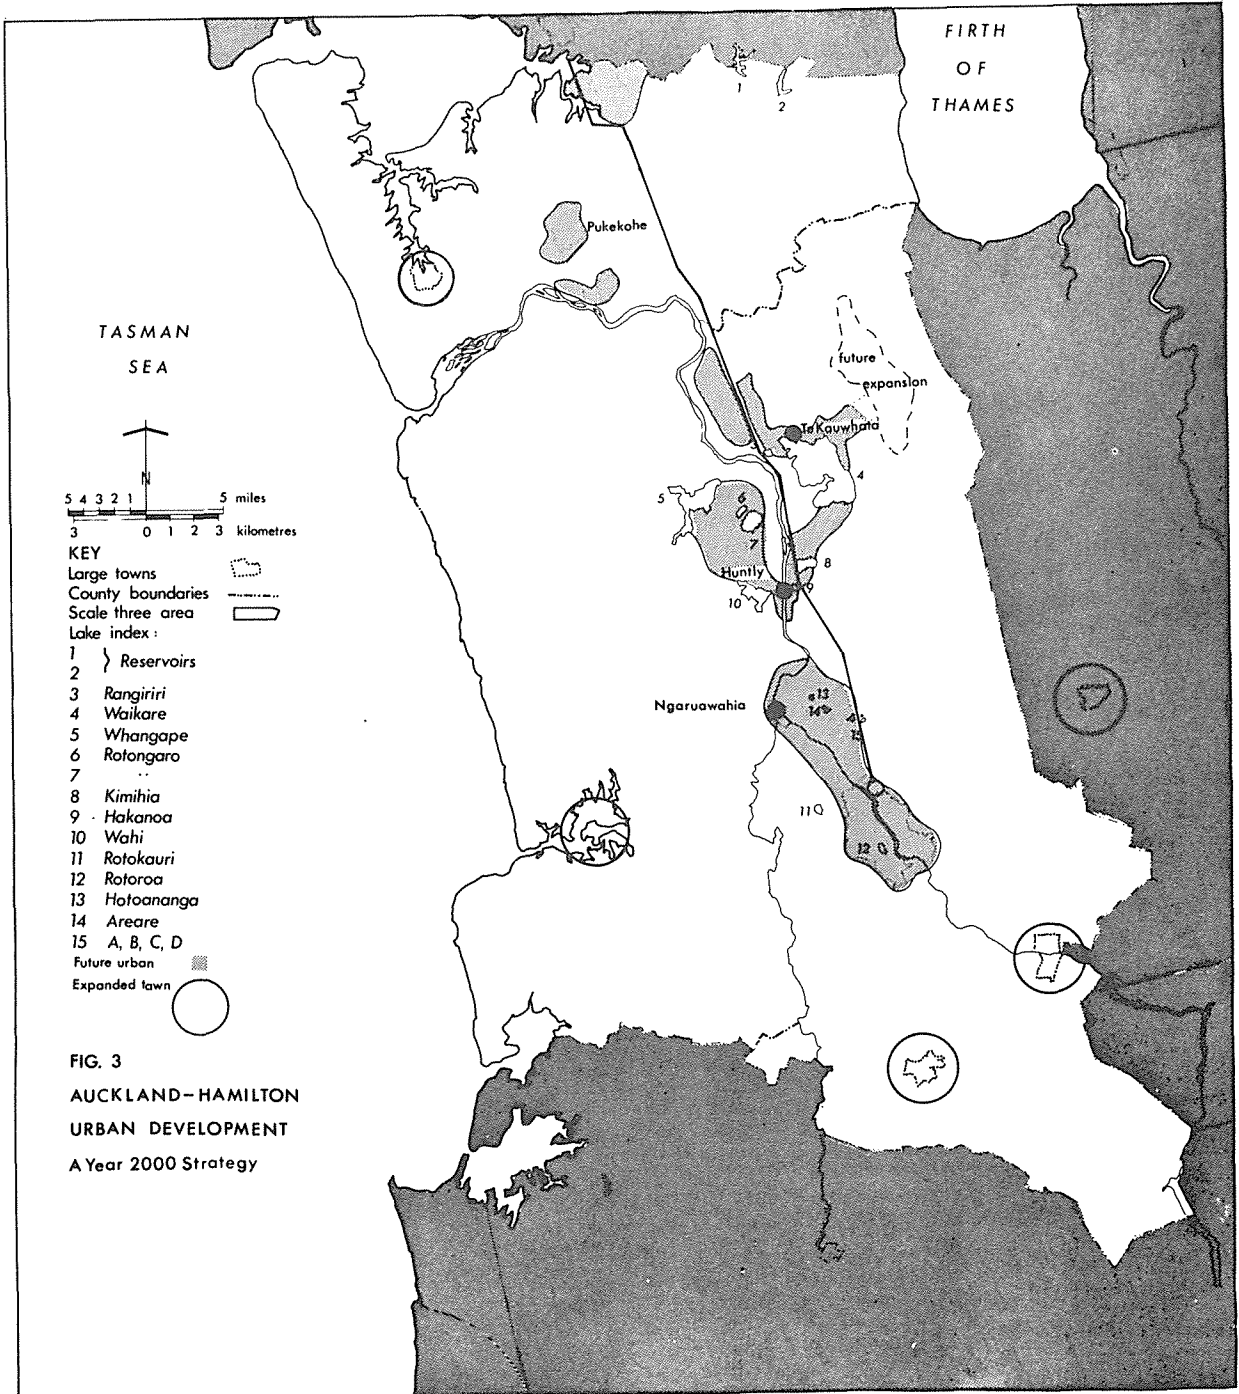 FIRTH
OF
THAMES
1
2
Pukekohe
TASMAN
SEA
future
expansion
Te Kauwhata
3
4
N
5 4 3 2 1 5 miles
3 0 1 2 3 kilometres
5
6
7
8
Huntly
9
10
KEY
Large towns
County boundaries
Scale three area
Lake index :
1
2 } Reservoirs
3 Rangiriri
4 Waikare
5 Whangape
6 Rotongaro
7 ..
8 Kimihia
9 Hakanoa
10 Wahi
11 Rotokauri
12 Rotoroa
13 Hotoananga
14 Areare
15 A, B, C, D
Future urban
Expanded tawn
Ngaruawahia
13
14
15
11
12
FIG. 3
AUCKLAND–HAMILTON
URBAN DEVELOPMENT
A Year 2000 Strategy